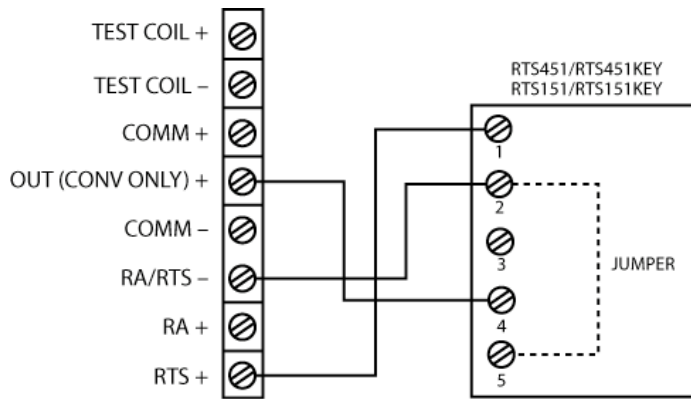 TEST COIL +
TEST COIL –
COMM +
OUT (CONV ONLY) +
COMM –
RA/RTS –
RA +
RTS +
RTS451/RTS451KEY
RTS151/RTS151KEY
1
2
3
4
5
JUMPER